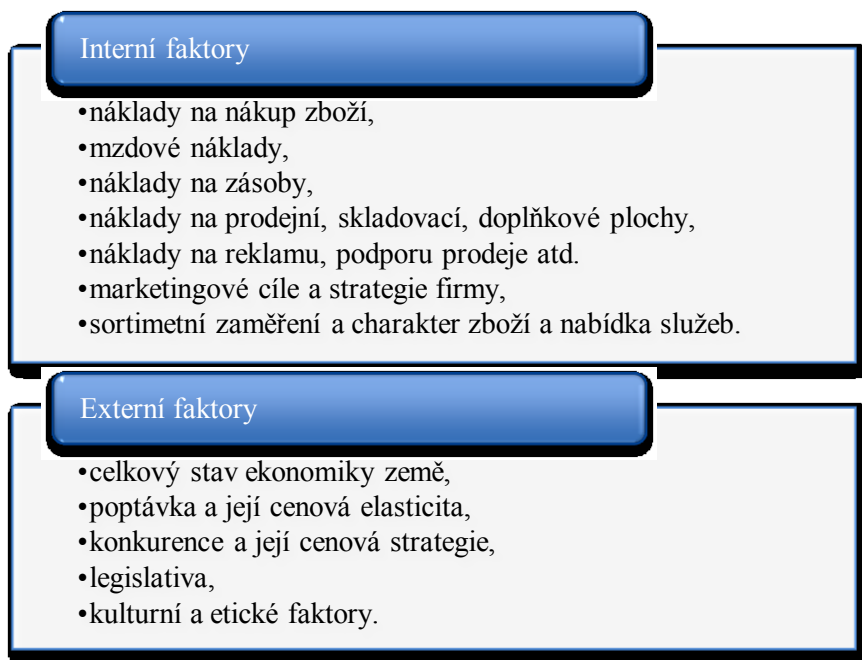 Interní faktory
•náklady na nákup zboží,
•mzdové náklady,
•náklady na zásoby,
•náklady na prodejní, skladovací, doplňkové plochy,
•náklady na reklamu, podporu prodeje atd.
•marketingové cíle a strategie firmy,
•sortimetní zaměření a charakter zboží a nabídka služeb.
Externí faktory
•celkový stav ekonomiky země,
•poptávka a její cenová elasticita,
•konkurence a její cenová strategie,
•legislativa,
•kulturní a etické faktory.